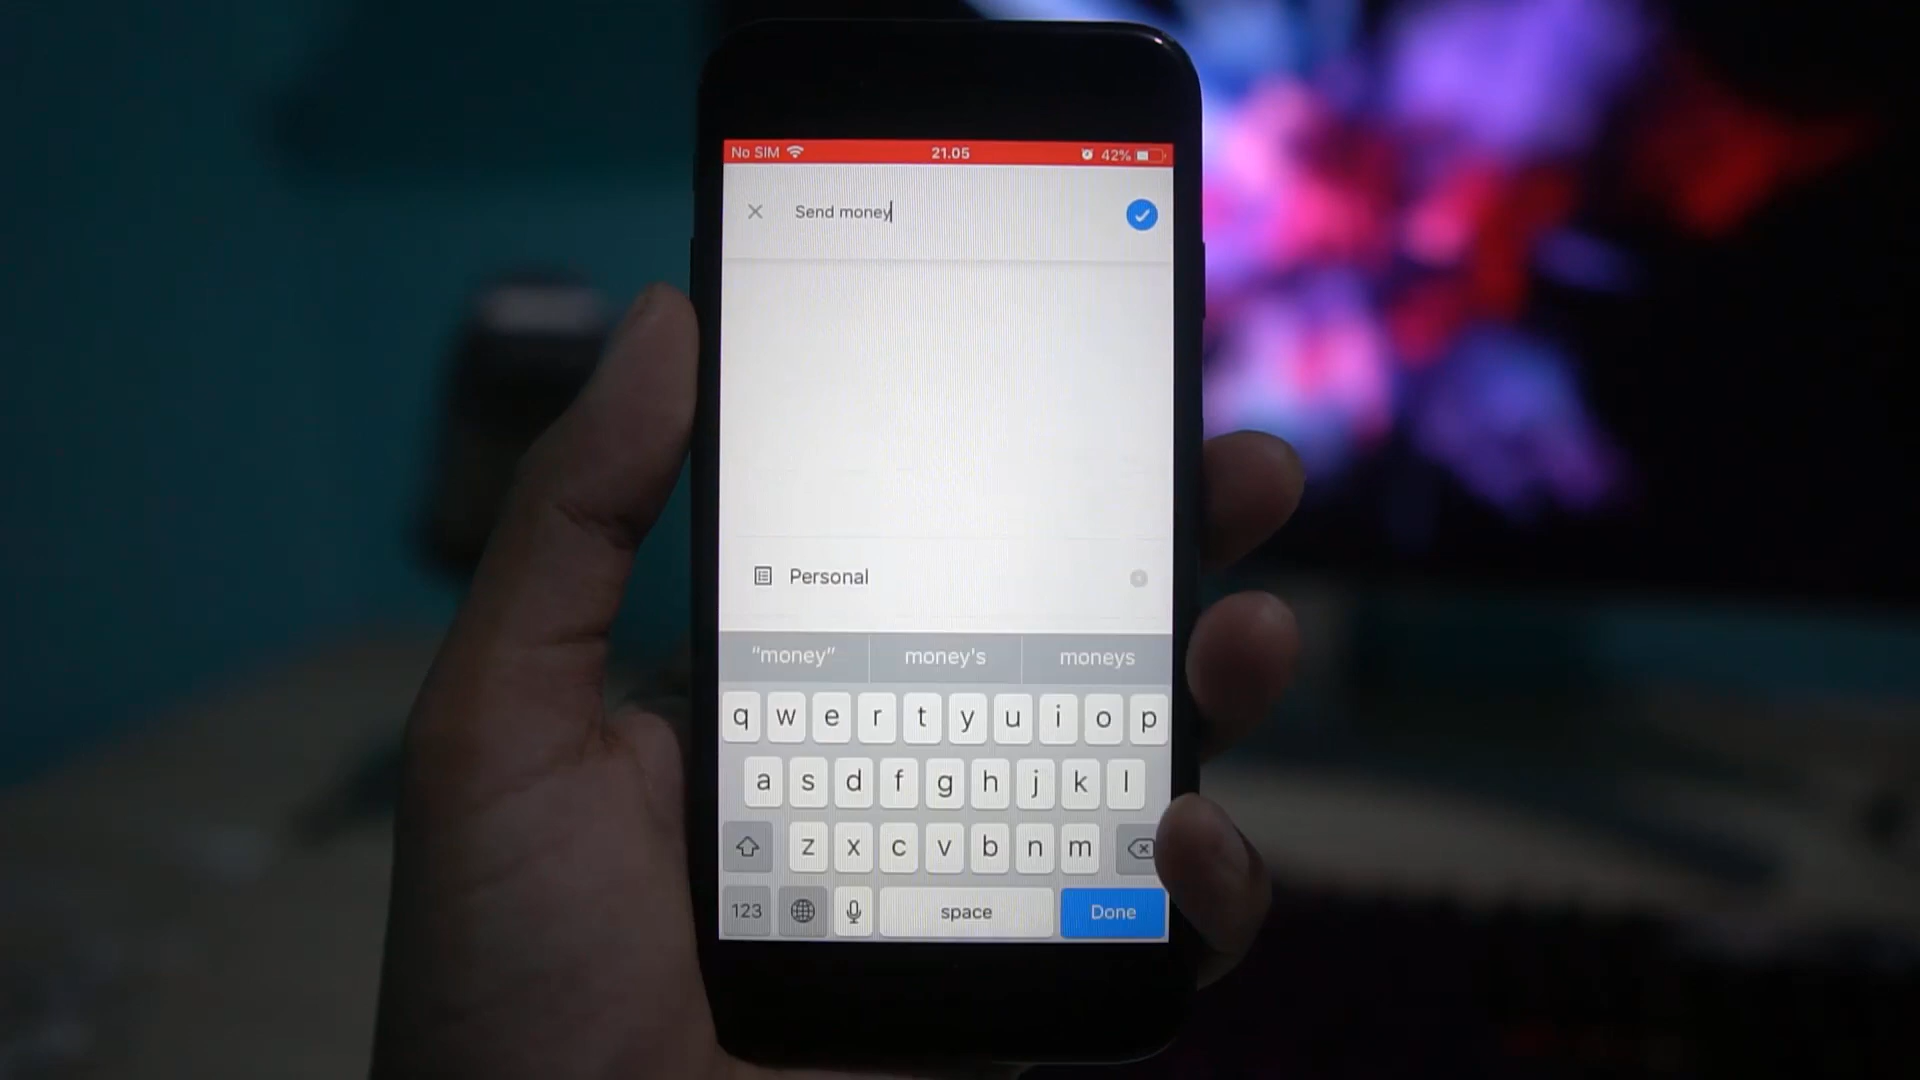 No SIM 21.05 42%
Send money
Personal
“money” money's moneys
q w e r t y u i o p
a s d f g h j k l
z x c v b n m
123 space Done